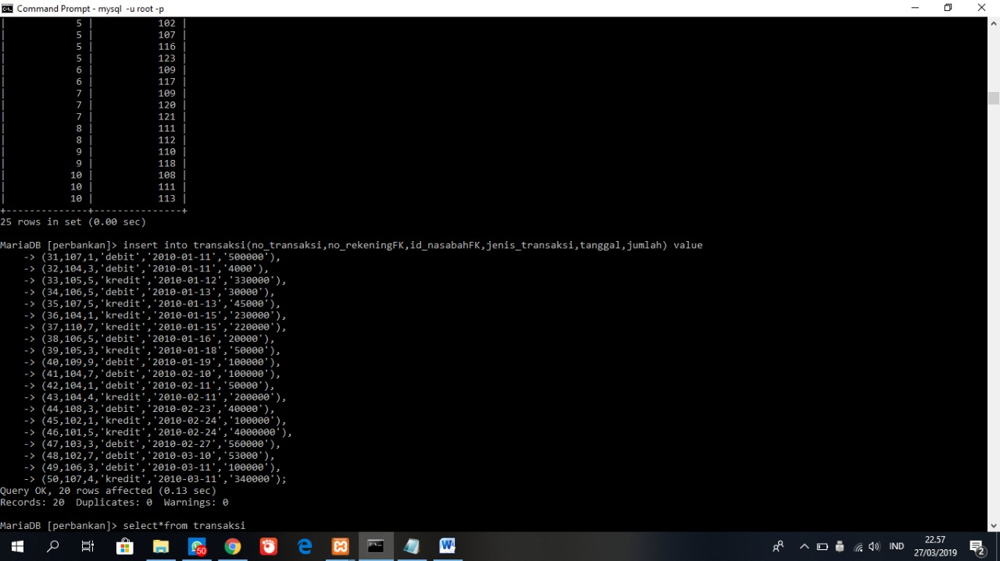 Command Prompt - mysql -u root -p
| 5 | 102 |
| 5 | 107 |
| 5 | 116 |
| 5 | 123 |
| 6 | 109 |
| 6 | 117 |
| 7 | 109 |
| 7 | 120 |
| 7 | 121 |
| 8 | 111 |
| 8 | 112 |
| 9 | 110 |
| 9 | 118 |
| 10 | 108 |
| 10 | 111 |
| 10 | 113 |
+--------------+---------------+
25 rows in set (0.00 sec)
MariaDB [perbankan]> insert into transaksi(no_transaksi,no_rekeningFK,id_nasabahFK,jenis_transaksi,tanggal,jumlah) value
-> (31,107,1,'debit','2010-01-11','500000'),
-> (32,104,3,'debit','2010-01-11','4000'),
-> (33,105,5,'kredit','2010-01-12','330000'),
-> (34,106,5,'debit','2010-01-13','30000'),
-> (35,107,5,'kredit','2010-01-13','45000'),
-> (36,104,1,'kredit','2010-01-15','230000'),
-> (37,110,7,'kredit','2010-01-15','220000'),
-> (38,106,5,'debit','2010-01-16','20000'),
-> (39,105,3,'kredit','2010-01-18','50000'),
-> (40,109,9,'debit','2010-01-19','100000'),
-> (41,104,7,'debit','2010-02-10','100000'),
-> (42,104,1,'debit','2010-02-11','50000'),
-> (43,104,4,'kredit','2010-02-11','200000'),
-> (44,108,3,'debit','2010-02-23','40000'),
-> (45,102,1,'kredit','2010-02-24','100000'),
-> (46,101,5,'kredit','2010-02-24','4000000'),
-> (47,103,3,'debit','2010-02-27','560000'),
-> (48,102,7,'debit','2010-03-10','53000'),
-> (49,106,3,'debit','2010-03-11','100000'),
-> (50,107,4,'kredit','2010-03-11','340000');
Query OK, 20 rows affected (0.13 sec)
Records: 20  Duplicates: 0  Warnings: 0
MariaDB [perbankan]> select*from transaksi
50
IND
22.57
27/03/2019
2